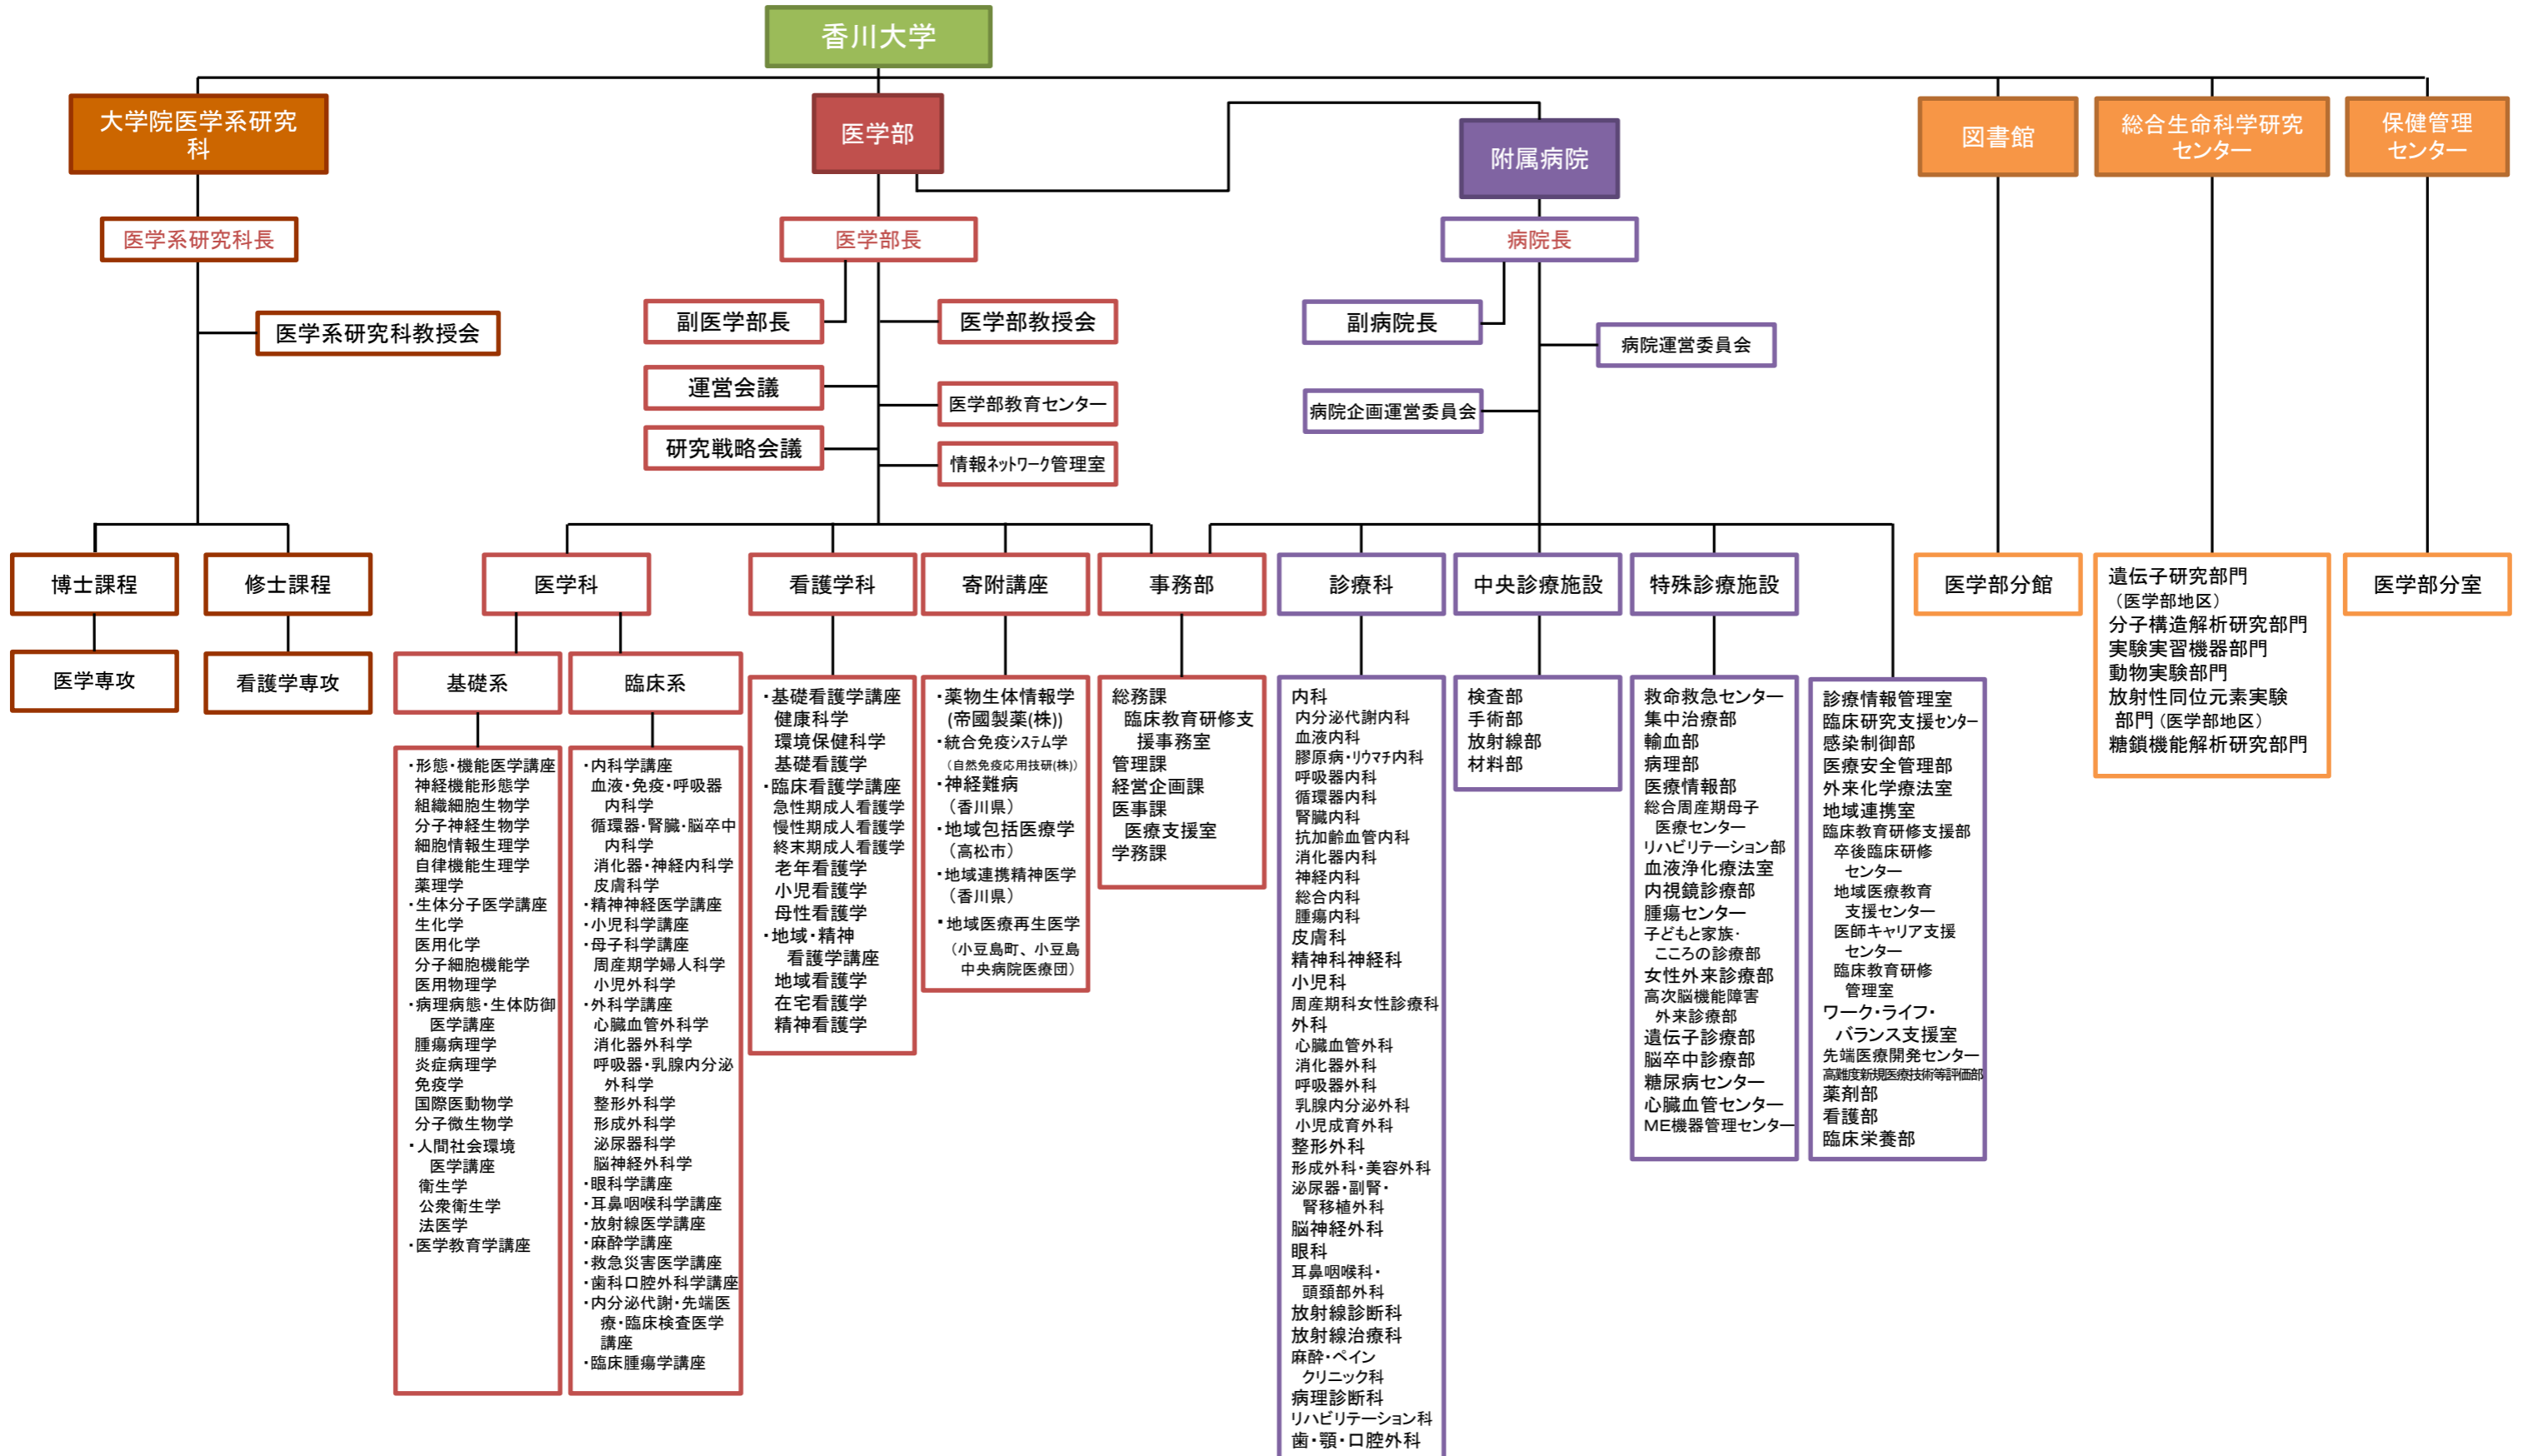 香川大学
大学院医学系研究
科
医学部
附属病院
図書館
総合生命科学研究
センター
保健管理
センター
医学系研究科長
医学部長
病院長
医学系研究科教授会
副医学部長
医学部教授会
運営会議
医学部教育センター
研究戦略会議
情報ネットワーク管理室
副病院長
病院運営委員会
病院企画運営委員会
博士課程
修士課程
医学専攻
看護学専攻
医学科
看護学科
寄附講座
事務部
診療科
中央診療施設
特殊診療施設
医学部分館
遺伝子研究部門
(医学部地区)
分子構造解析研究部門
実験実習機器部門
動物実験部門
放射性同位元素実験
部門(医学部地区)
糖鎖機能解析研究部門
医学部分室
基礎系
臨床系
・形態・機能医学講座
神経機能形態学
組織細胞生物学
分子神経生物学
細胞情報生理学
自律機能生理学
薬理学
・生体分子医学講座
生化学
医用化学
分子細胞機能学
医用物理学
・病理病態・生体防御
医学講座
腫瘍病理学
炎症病理学
免疫学
国際医動物学
分子微生物学
・人間社会環境
医学講座
衛生学
公衆衛生学
法医学
・医学教育学講座
・内科学講座
血液・免疫・呼吸器
内科学
循環器・腎臓・脳卒中
内科学
消化器・神経内科学
皮膚科学
・精神神経医学講座
・小児科学講座
・母子科学講座
周産期学婦人科学
小児外科学
・外科学講座
心臓血管外科学
消化器外科学
呼吸器・乳腺内分泌
外科学
整形外科学
形成外科学
泌尿器科学
脳神経外科学
・眼科学講座
・耳鼻咽喉科学講座
・放射線医学講座
・麻酔学講座
・救急災害医学講座
・歯科口腔外科学講座
・内分泌代謝・先端医
療・臨床検査医学
講座
・臨床腫瘍学講座
・基礎看護学講座
健康科学
環境保健科学
基礎看護学
・臨床看護学講座
急性期成人看護学
慢性期成人看護学
終末期成人看護学
老年看護学
小児看護学
母性看護学
・地域・精神
看護学講座
地域看護学
在宅看護学
精神看護学
・薬物生体情報学
(帝國製薬(株))
・統合免疫システム学
(自然免疫応用技研(株))
・神経難病
(香川県)
・地域包括医療学
(高松市)
・地域連携精神医学
(香川県)
・地域医療再生医学
(小豆島町、小豆島
中央病院医療団)
総務課
臨床教育研修支
援事務室
管理課
経営企画課
医事課
医療支援室
学務課
内科
内分泌代謝内科
血液内科
膠原病・リウマチ内科
呼吸器内科
循環器内科
腎臓内科
抗加齢血管内科
消化器内科
神経内科
総合内科
腫瘍内科
皮膚科
精神科神経科
小児科
周産期科女性診療科
外科
心臓血管外科
消化器外科
呼吸器外科
乳腺内分泌外科
小児成育外科
整形外科
形成外科・美容外科
泌尿器・副腎・
腎移植外科
脳神経外科
眼科
耳鼻咽喉科・
頭頚部外科
放射線診断科
放射線治療科
麻酔・ペイン
クリニック科
病理診断科
リハビリテーション科
歯・顎・口腔外科
検査部
手術部
放射線部
材料部
救命救急センター
集中治療部
輸血部
病理部
医療情報部
総合周産期母子
医療センター
リハビリテーション部
血液浄化療法室
内視鏡診療部
腫瘍センター
子どもと家族・
こころの診療部
女性外来診療部
高次脳機能障害
外来診療部
遺伝子診療部
脳卒中診療部
糖尿病センター
心臓血管センター
ME機器管理センター
診療情報管理室
臨床研究支援センター
感染制御部
医療安全管理部
外来化学療法室
地域連携室
臨床教育研修支援部
卒後臨床研修
センター
地域医療教育
支援センター
医師キャリア支援
センター
臨床教育研修
管理室
ワーク・ライフ・
バランス支援室
先端医療開発センター
高難度新規医療技術等評価部
薬剤部
看護部
臨床栄養部